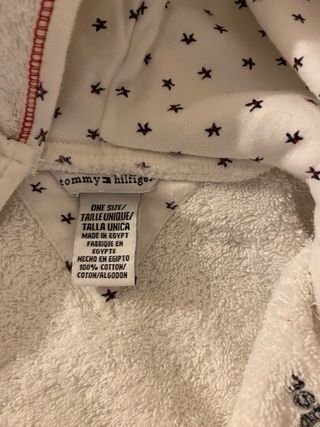 tommy hilfige
ONE SIZE/
TAILLE UNIQUE/
TALLA UNICA
MADE IN EGYPT
FABRIQUE EN
EGYPTE
HECHO EN EGIPTO
100% COTTON/
COTON/ALGODON